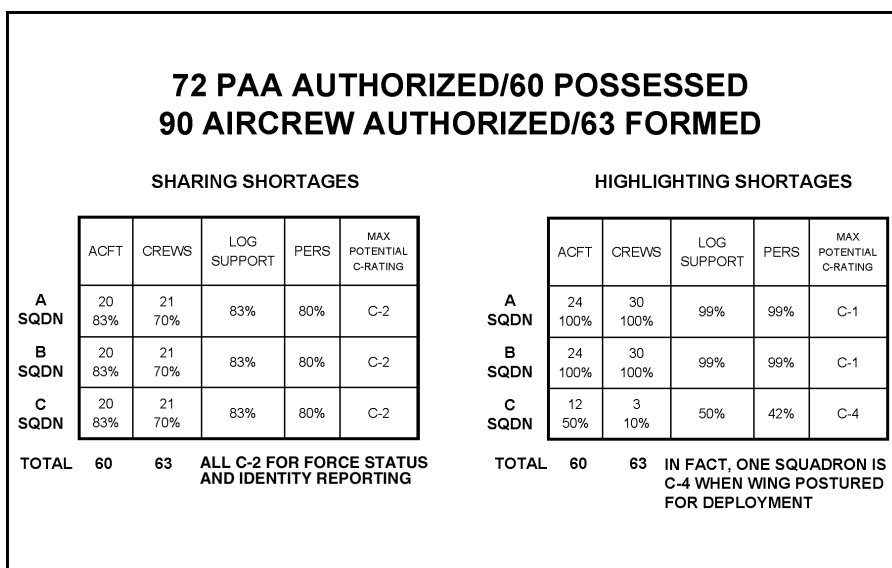 72 PAA AUTHORIZED/60 POSSESSED
90 AIRCREW AUTHORIZED/63 FORMED
SHARING SHORTAGES
ACFT CREWS LOG SUPPORT PERS MAX POTENTIAL C-RATING
A SQDN 20 83% 21 70% 83% 80% C-2
B SQDN 20 83% 21 70% 83% 80% C-2
C SQDN 20 83% 21 70% 83% 80% C-2
TOTAL 60 63 ALL C-2 FOR FORCE STATUS
AND IDENTITY REPORTING
HIGHLIGHTING SHORTAGES
ACFT CREWS LOG SUPPORT PERS MAX POTENTIAL C-RATING
A SQDN 24 100% 30 100% 99% 99% C-1
B SQDN 24 100% 30 100% 99% 99% C-1
C SQDN 12 50% 3 10% 50% 42% C-4
TOTAL 60 63 IN FACT, ONE SQUADRON IS
C-4 WHEN WING POSTURED
FOR DEPLOYMENT